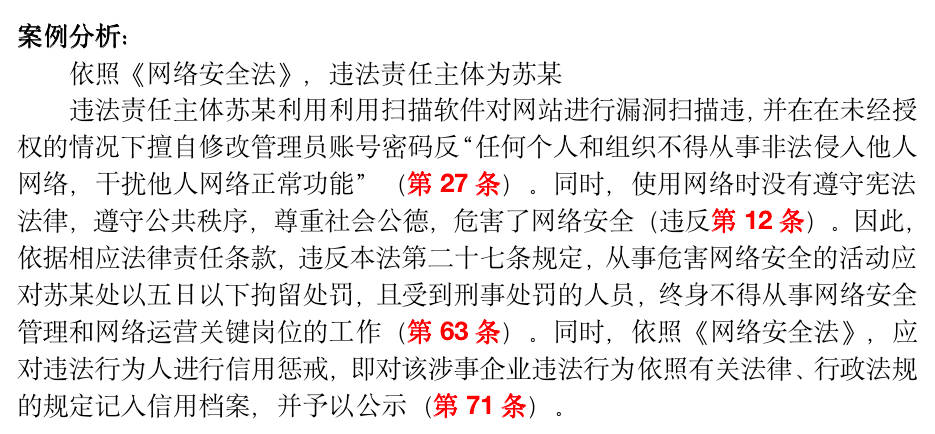 案例分析：
依照《网络安全法》，违法责任主体为苏某
违法责任主体苏某利用利用扫描软件对网站进行漏洞扫描违，并在在未经授
权的情况下擅自修改管理员账号密码反“任何个人和组织不得从事非法侵入他人
网络，干扰他人网络正常功能”（第 27 条）。同时，使用网络时没有遵守宪法
法律，遵守公共秩序，尊重社会公德，危害了网络安全（违反第 12 条）。因此，
依据相应法律责任条款，违反本法第二十七条规定，从事危害网络安全的活动应
对苏某处以五日以下拘留处罚，且受到刑事处罚的人员，终身不得从事网络安全
管理和网络运营关键岗位的工作（第 63 条）。同时，依照《网络安全法》，应
对违法行为人进行信用惩戒，即对该涉事企业违法行为依照有关法律、行政法规
的规定记入信用档案，并予以公示（第 71 条）。